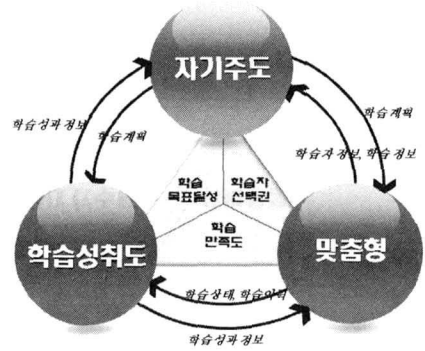 자기주도
학습성과정보
학습계획
학습계획
학습자 정보, 학습 정보
학습
목표달성
학습자
선택권
학습
만족도
학습성취도
맞춤형
학습상태, 학습이력
학습성과정보